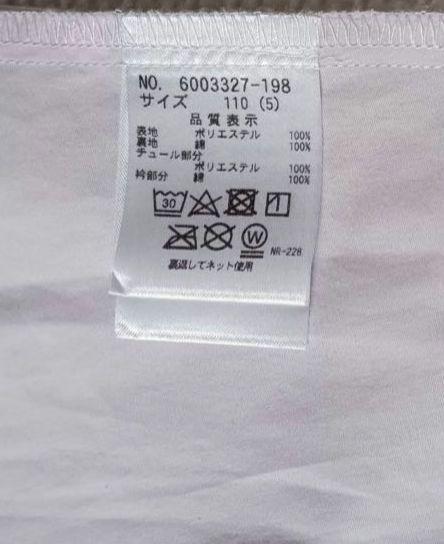 NO. 6003327-198
サイズ 110 (5)
品質表示
表地 ポリエステル 100%
裏地 綿 100%
チュール部分
ポリエステル 100%
衿部分 綿 100%
30
W
NR-228
裏返してネット使用